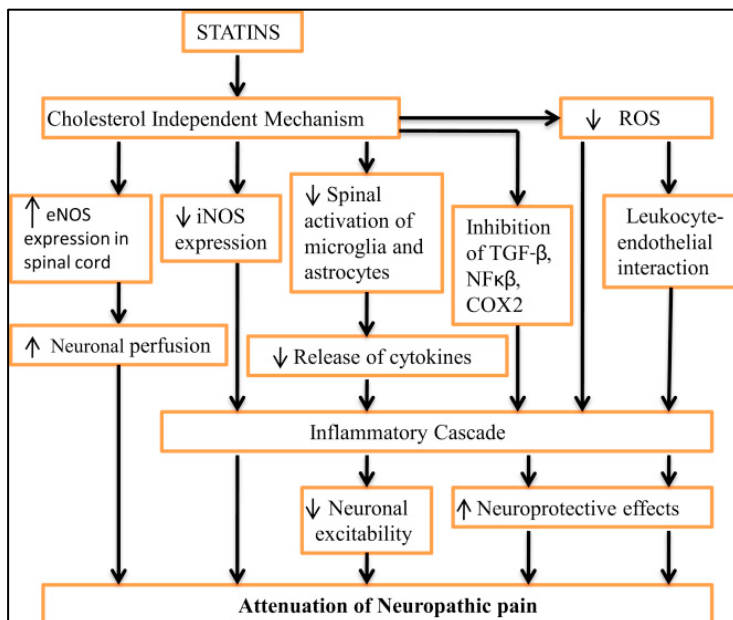 STATINS
Cholesterol Independent Mechanism
↓ ROS
↑ eNOS
expression in
spinal cord
↓ iNOS
expression
↓ Spinal
activation of
microglia and
astrocytes
Inhibition
of TGF-β,
NFκβ,
COX2
Leukocyte-
endothelial
interaction
↑ Neuronal perfusion
↓ Release of cytokines
Inflammatory Cascade
↓ Neuronal
excitability
↑ Neuroprotective effects
Attenuation of Neuropathic pain